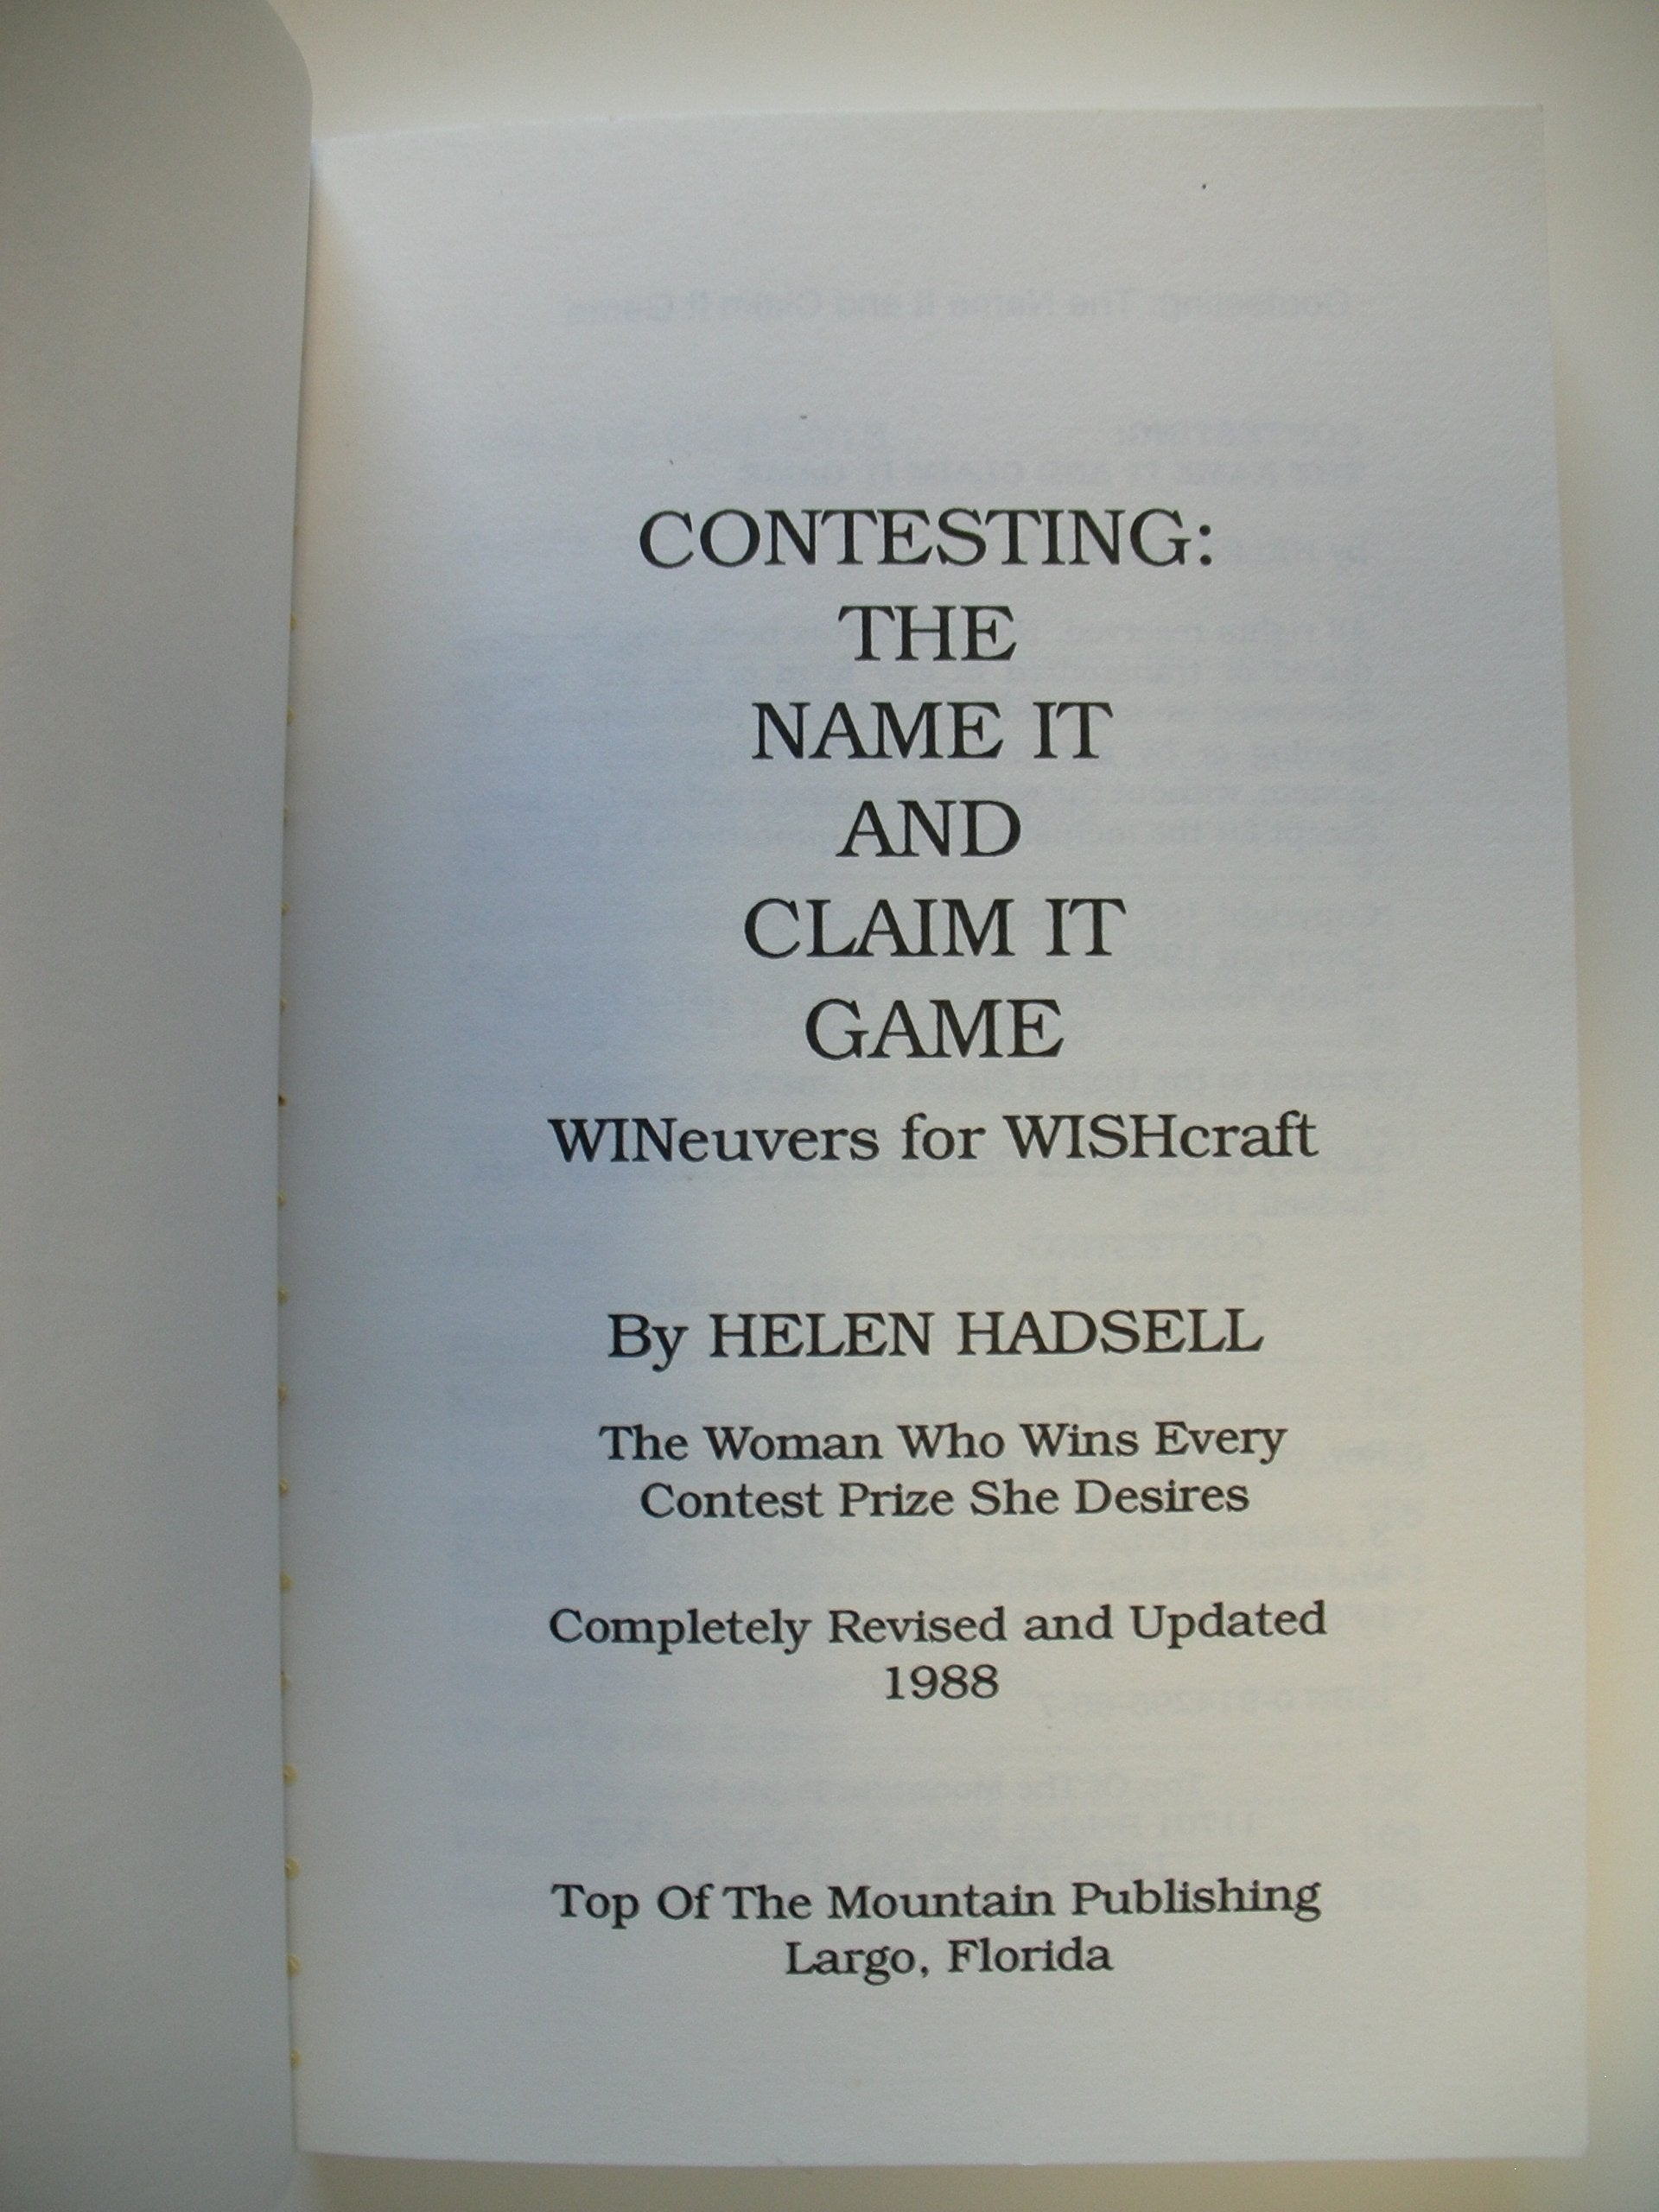 CONTESTING:
THE
NAME IT
AND
CLAIM IT
GAME
WINeuvers for WISHcraft
By HELEN HADSELL
The Woman Who Wins Every
Contest Prize She Desires
Completely Revised and Updated
1988
Top Of The Mountain Publishing
Largo, Florida